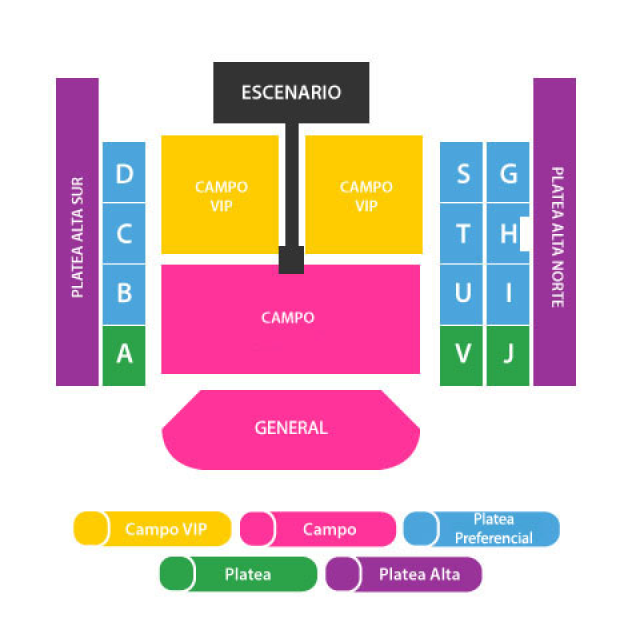 ESCENARIO
CAMPO
VIP
CAMPO
VIP
PLATEA ALTA SUR
D
C
B
A
S
G
T
H
U
I
V
J
PLATEA ALTA NORTE
CAMPO
GENERAL
Campo VIP
Campo
Platea
Preferencial
Platea
Platea Alta